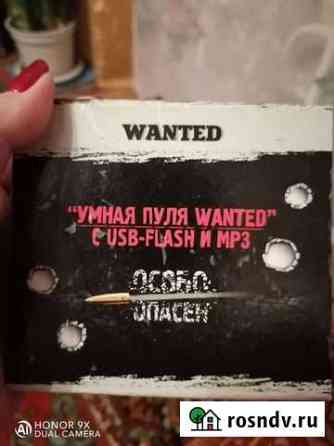 WANTED
“УМНАЯ ПУЛЯ WANTED”
С USB-FLASH И MP3
ОСОБО
ОПАСЕН
HONOR 9X
DUAL CAMERA
rosndv.ru